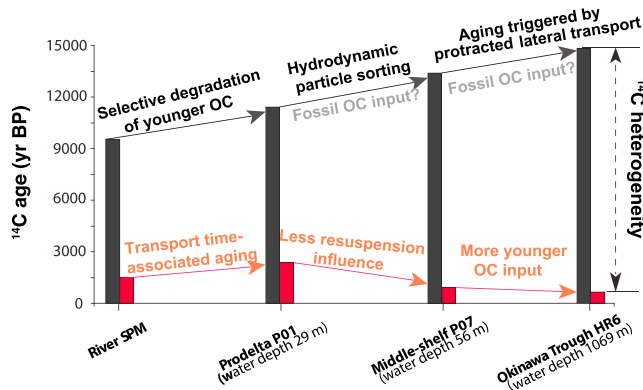 Aging triggered by
protracted lateral transport
Hydrodynamic
particle sorting
Selective degradation
of younger OC
Fossil OC input?
Fossil OC input?
15000
12000
9000
6000
3000
0
¹⁴C age (yr BP)
¹⁴C heterogeneity
Transport time-
associated aging
Less resuspension
influence
More younger
OC input
River SPM
Prodelta P01
(water depth 29 m)
Middle-shelf P07
(water depth 56 m)
Okinawa Trough HR6
(water depth 1069 m)